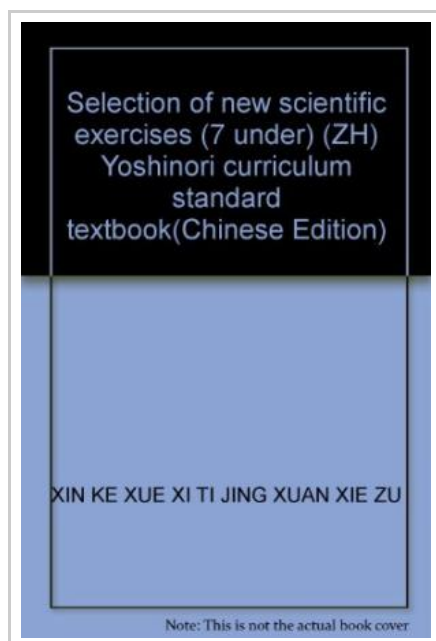 Selection of new scientific
exercises (7 under) (ZH)
Yoshinori curriculum
standard
textbook(Chinese Edition)
XIN KE XUE XI TI JING XUAN XIE ZU
Note: This is not the actual book cover